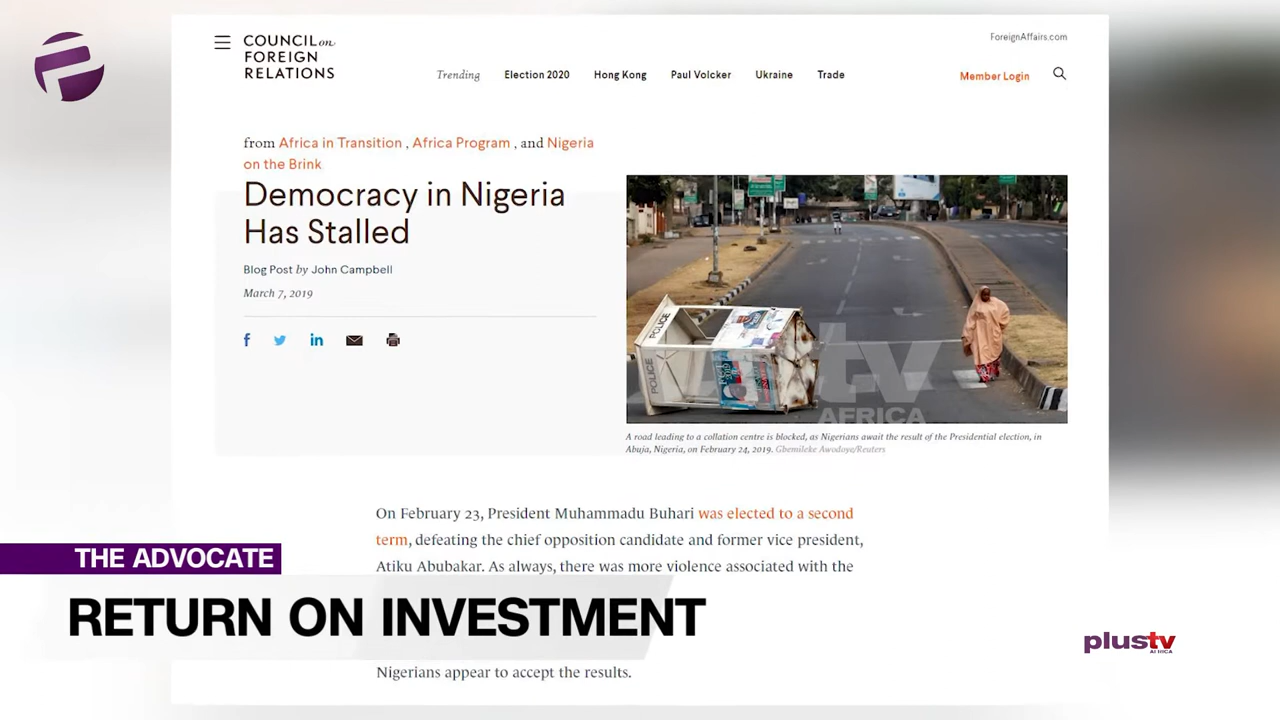 COUNCIL on
FOREIGN
RELATIONS
ForeignAffairs.com
Trending Election 2020 Hong Kong Paul Volcker Ukraine Trade
Member Login
from Africa in Transition , Africa Program , and Nigeria
on the Brink
Democracy in Nigeria
Has Stalled
Blog Post by John Campbell
March 7, 2019
POLICE
POLICE
tv
AFRICA
A road leading to a collation centre is blocked, as Nigerians await the result of the Presidential election, in
Abuja, Nigeria, on February 24, 2019. Gbemileke Awodoye/Reuters
On February 23, President Muhammadu Buhari was elected to a second
term, defeating the chief opposition candidate and former vice president,
Atiku Abubakar. As always, there was more violence associated with the
THE ADVOCATE
RETURN ON INVESTMENT
plustv
AFRICA
Nigerians appear to accept the results.